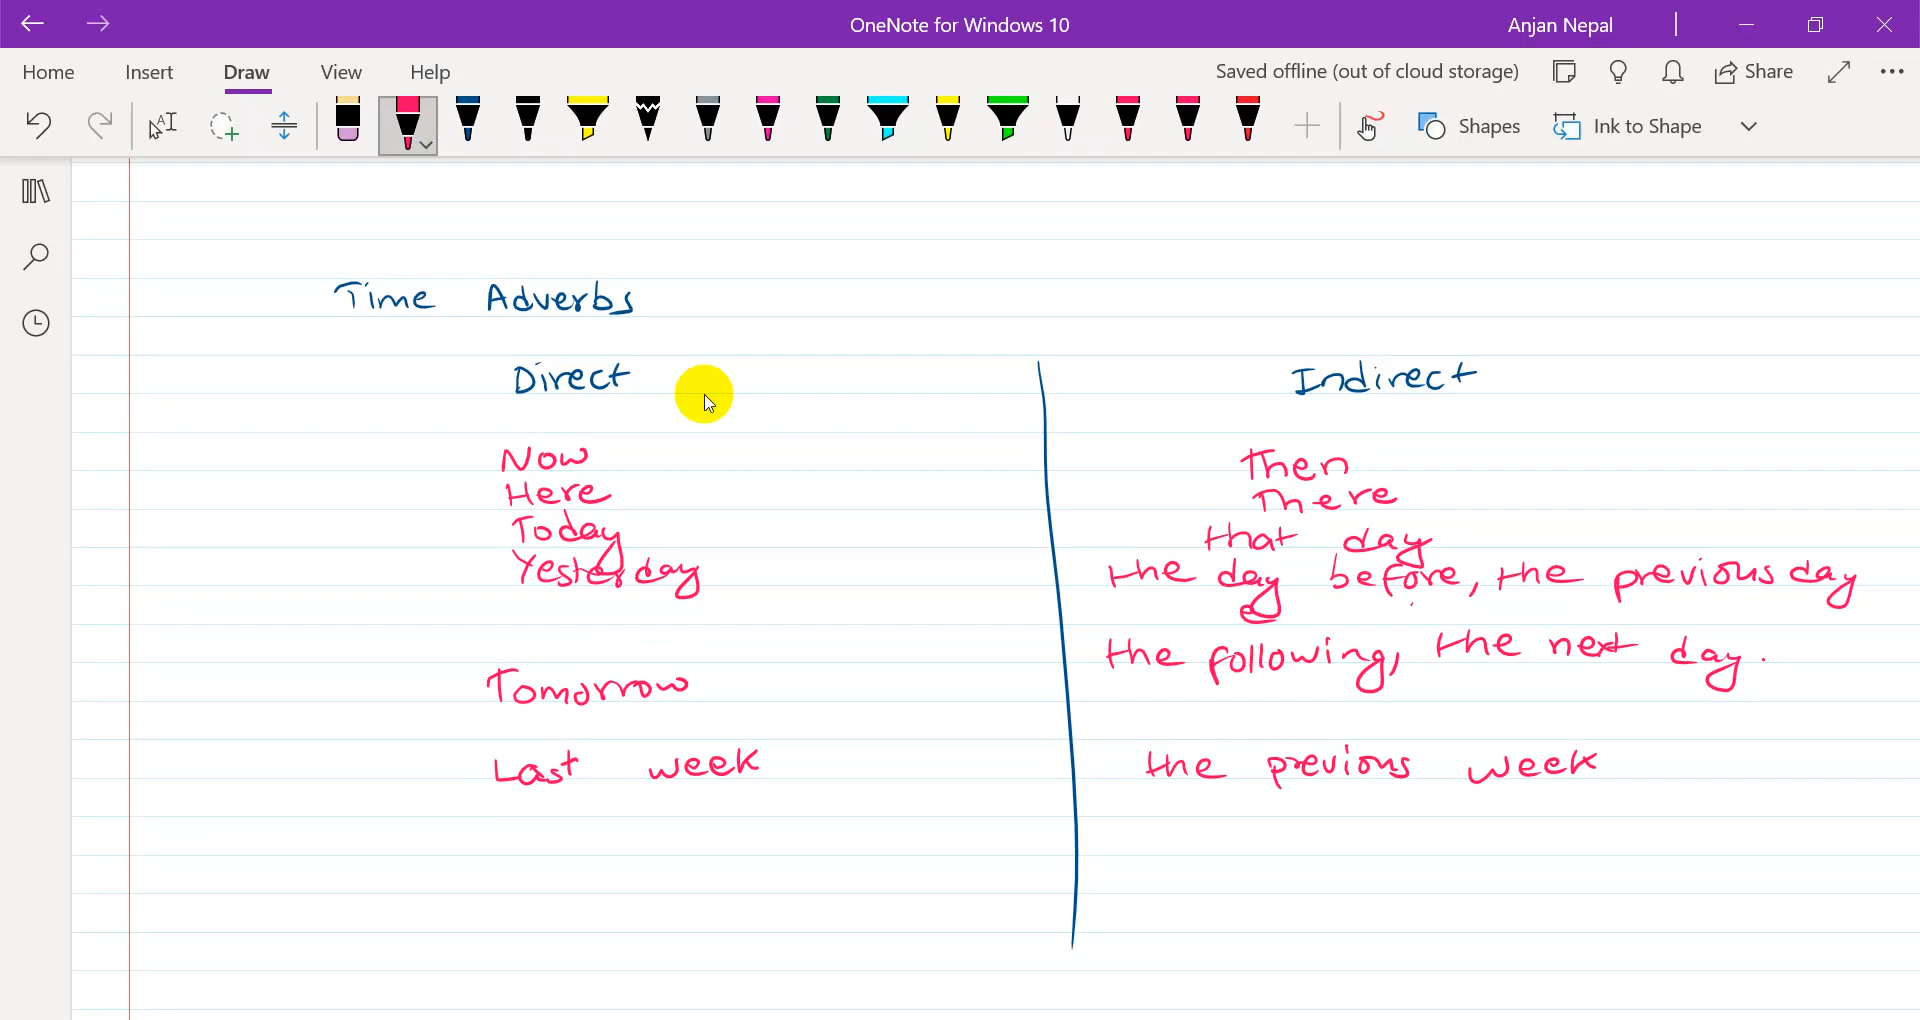 OneNote for Windows 10
Anjan Nepal
Home Insert Draw View Help
Saved offline (out of cloud storage)
Share
Shapes
Ink to Shape
Time Adverbs
Direct Indirect
Now Then
Here There
Today that day
Yesterday the day before, the previous day
Tomorrow the following, the next day.
Last week the previous week